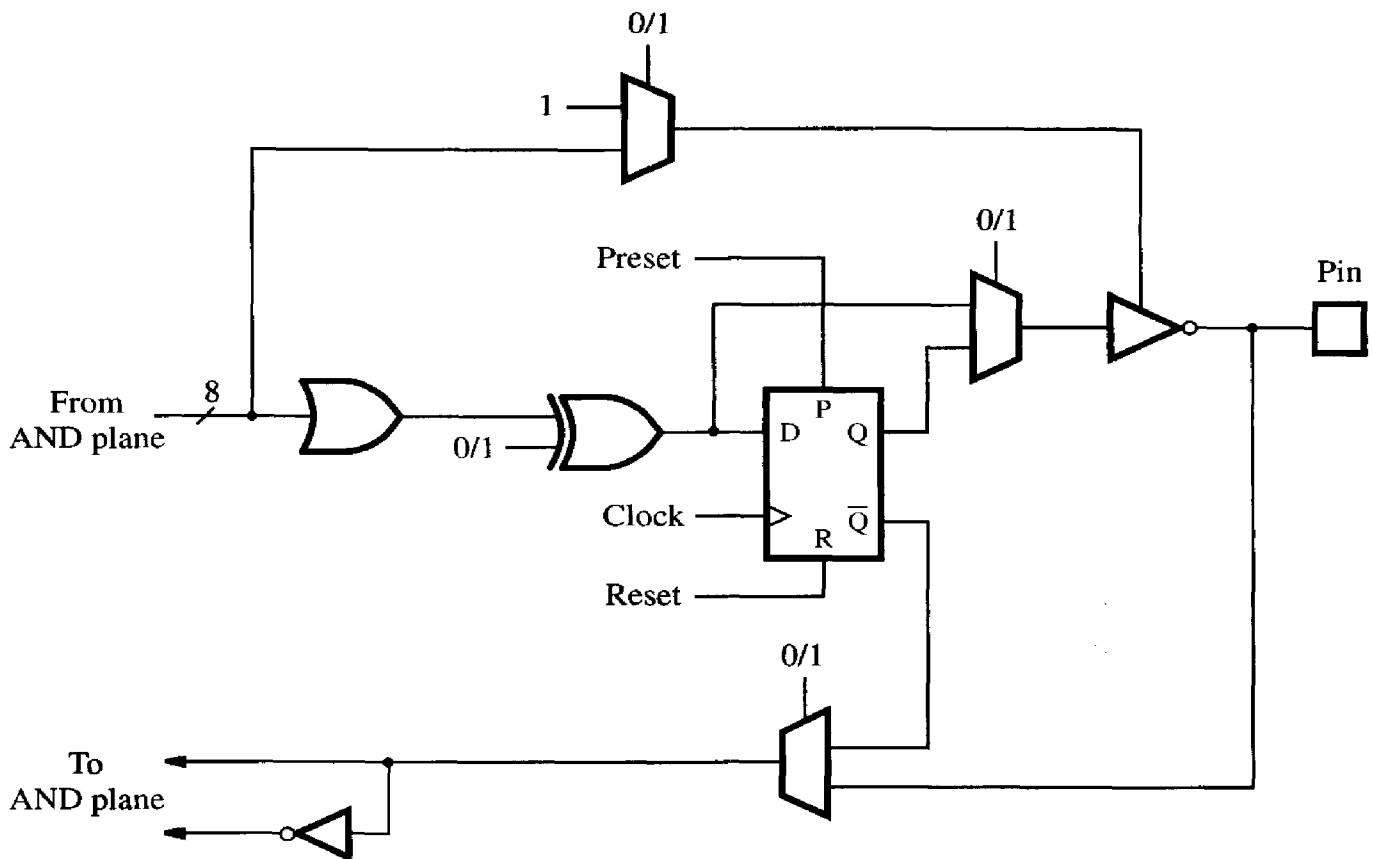 0/1
1
0/1
Preset
Pin
8
From
AND plane
0/1
P
D
Q
Clock
Q̅
R
Reset
0/1
To
AND plane